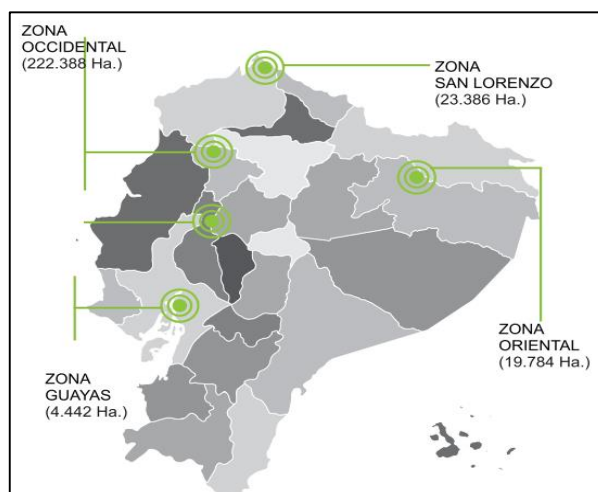 ZONA
OCCIDENTAL
(222.388 Ha.)
ZONA
SAN LORENZO
(23.386 Ha.)
ZONA
ORIENTAL
(19.784 Ha.)
ZONA
GUAYAS
(4.442 Ha.)